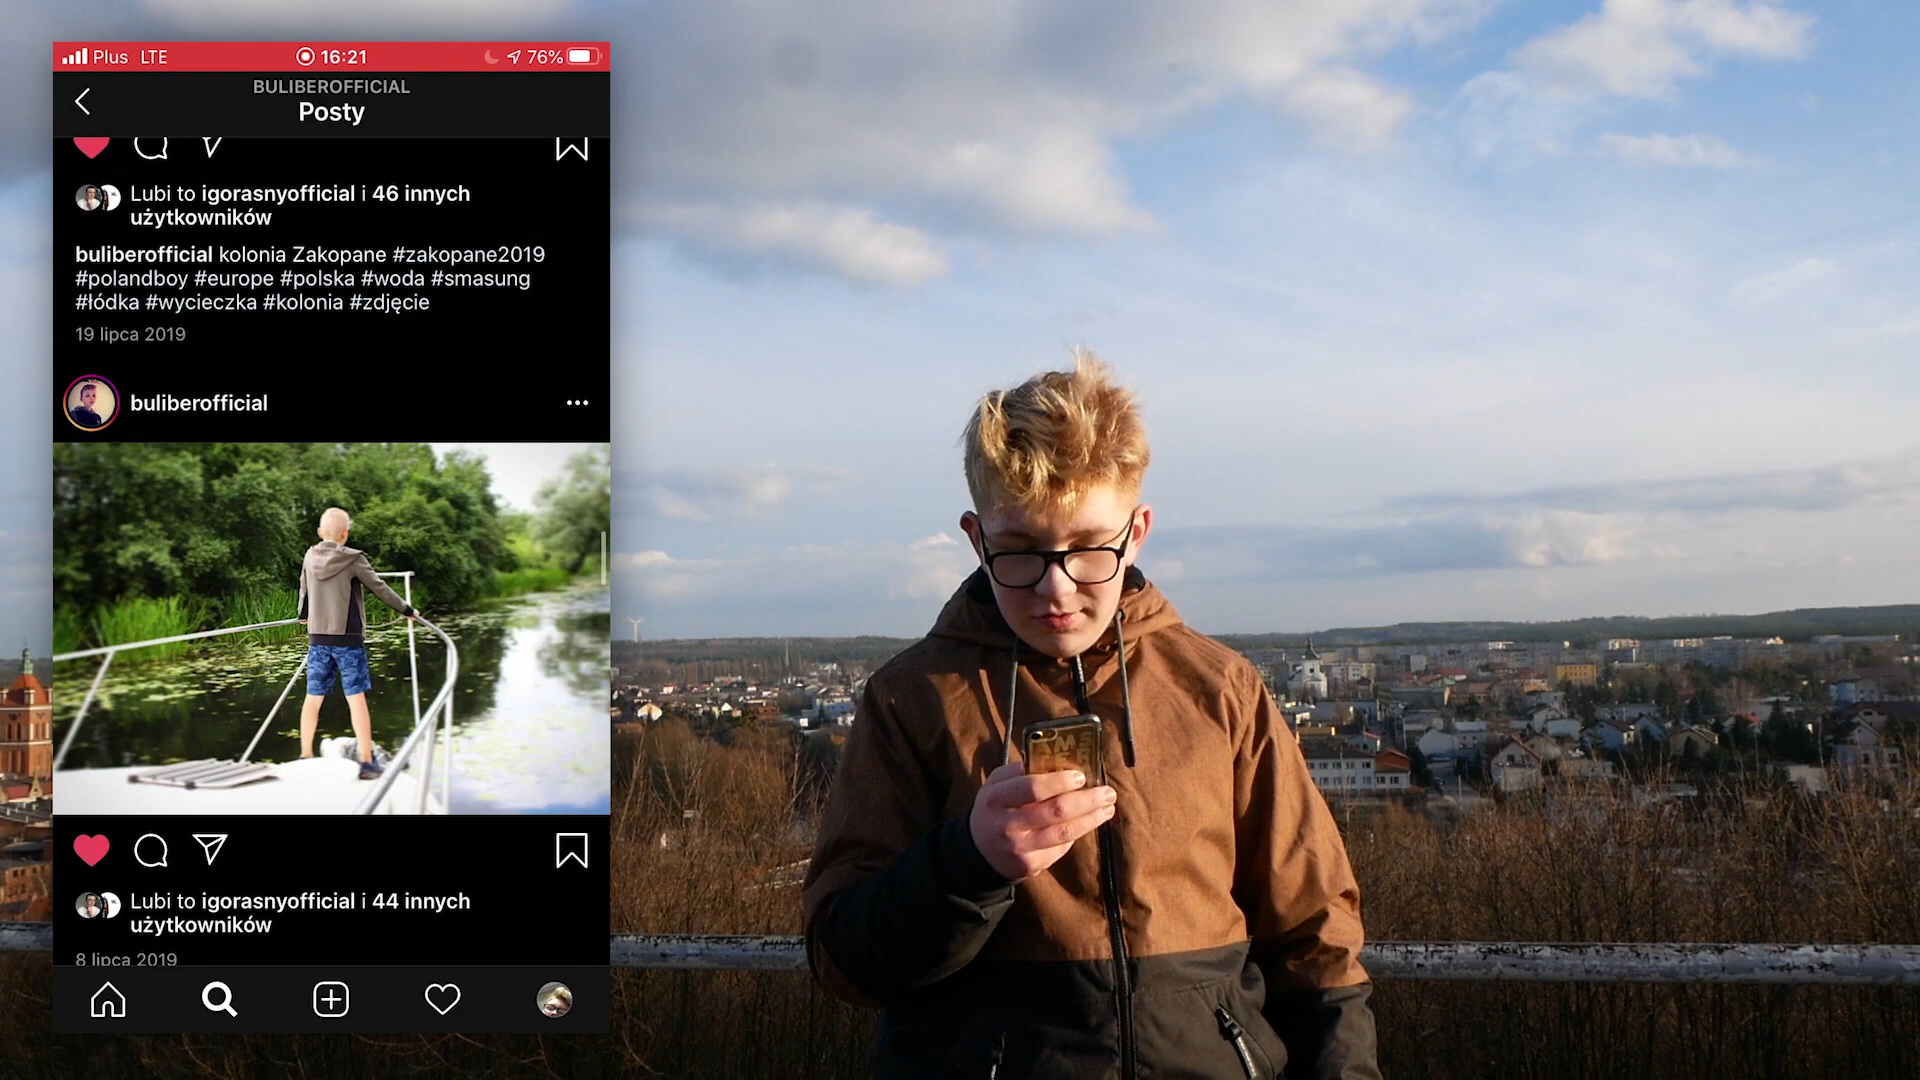 Plus LTE 16:21 76%
BULIBEROFFICIAL
Posty
Lubi to igorasnyofficial i 46 innych
użytkowników
buliberofficial kolonia Zakopane #zakopane2019
#polandboy #europe #polska #woda #smasung
#łódka #wycieczka #kolonia #zdjęcie
19 lipca 2019
buliberofficial
Lubi to igorasnyofficial i 44 innych
użytkowników
8 lipca 2019